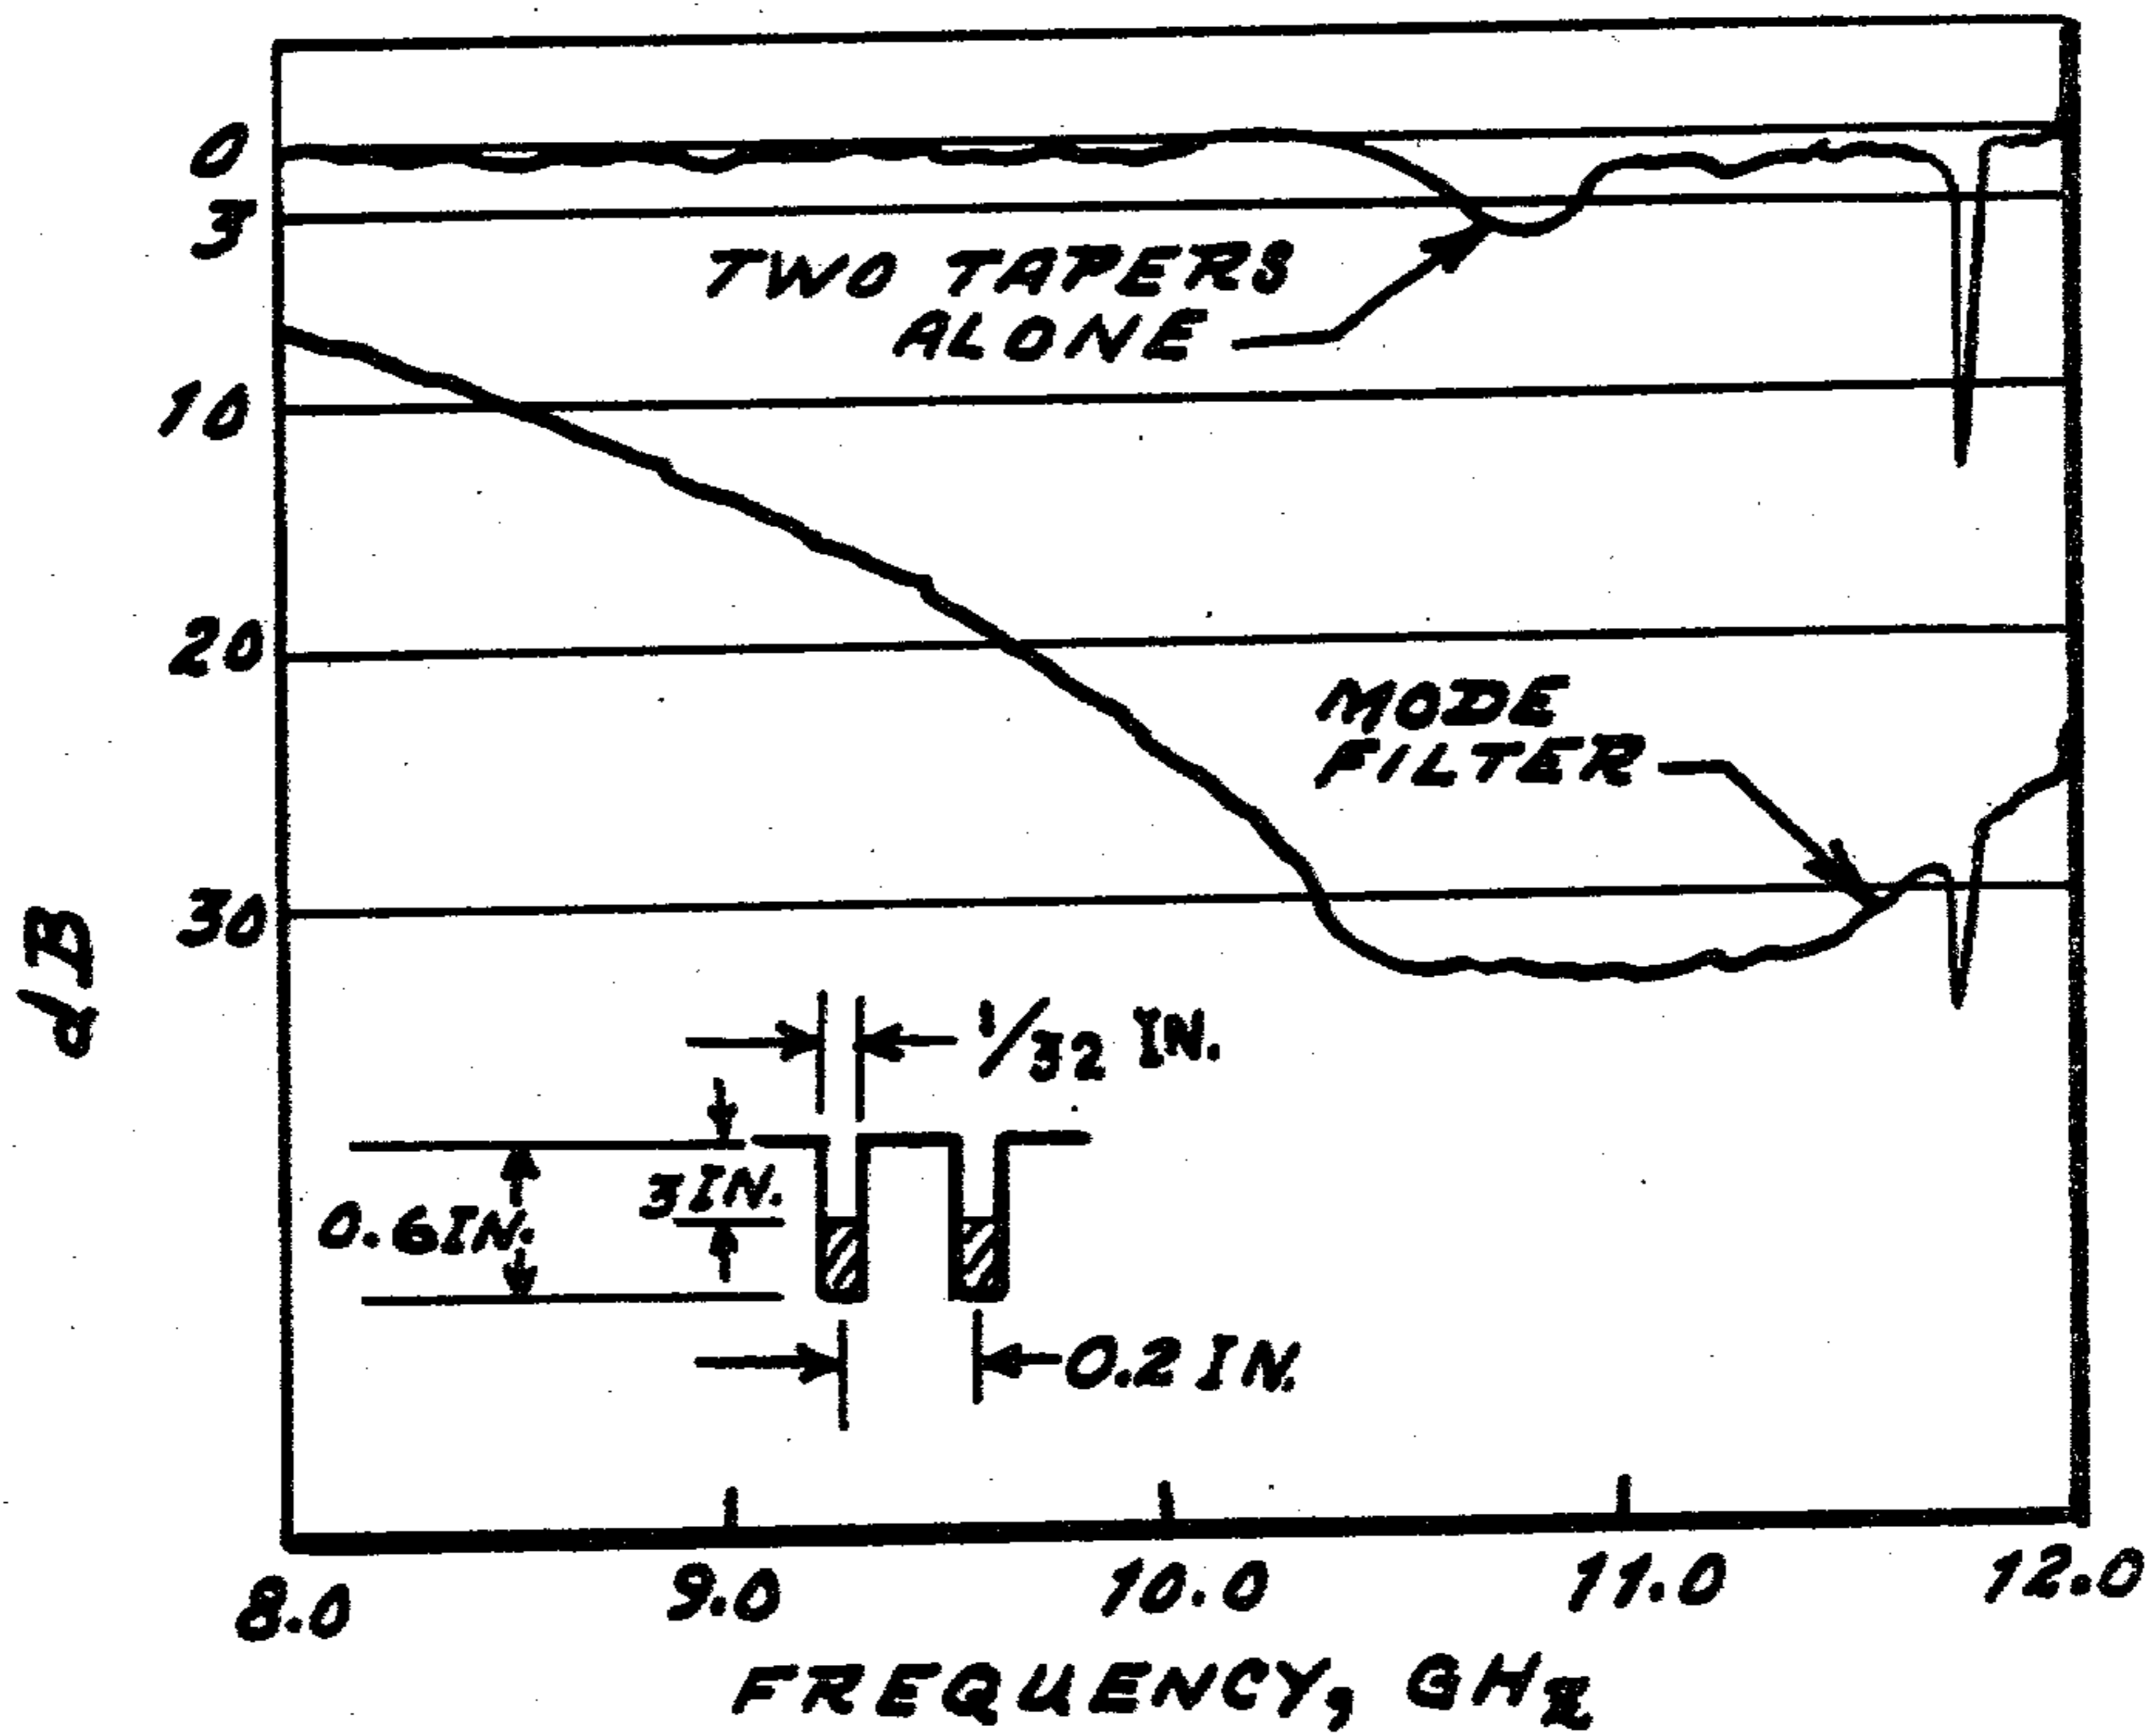 0
3
TWO TAPERS
ALONE
10
20
MODE
FILTER
30
dB
1/32 IN.
3 IN.
0.6 IN.
0.2 IN.
8.0
9.0
10.0
11.0
12.0
FREQUENCY, GHz